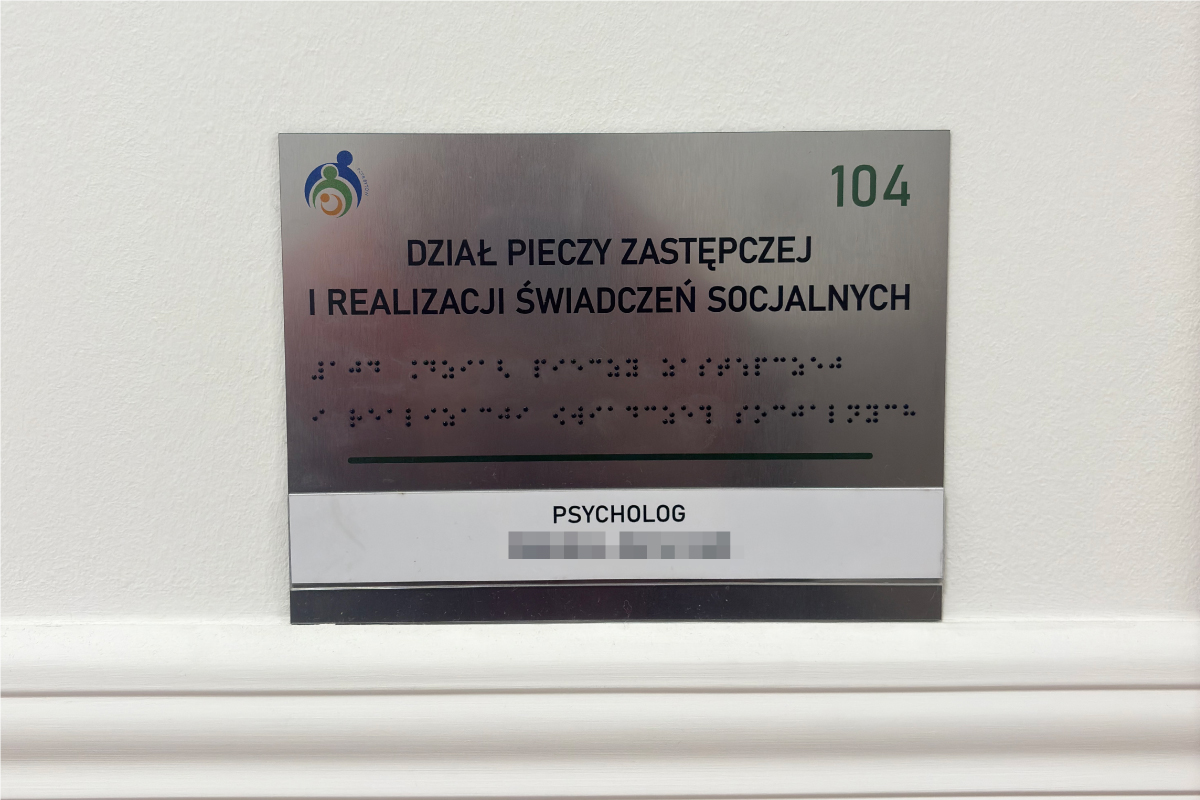 104
DZIAŁ PIECZY ZASTĘPCZEJ
I REALIZACJI ŚWIADCZEŃ SOCJALNYCH
PSYCHOLOG